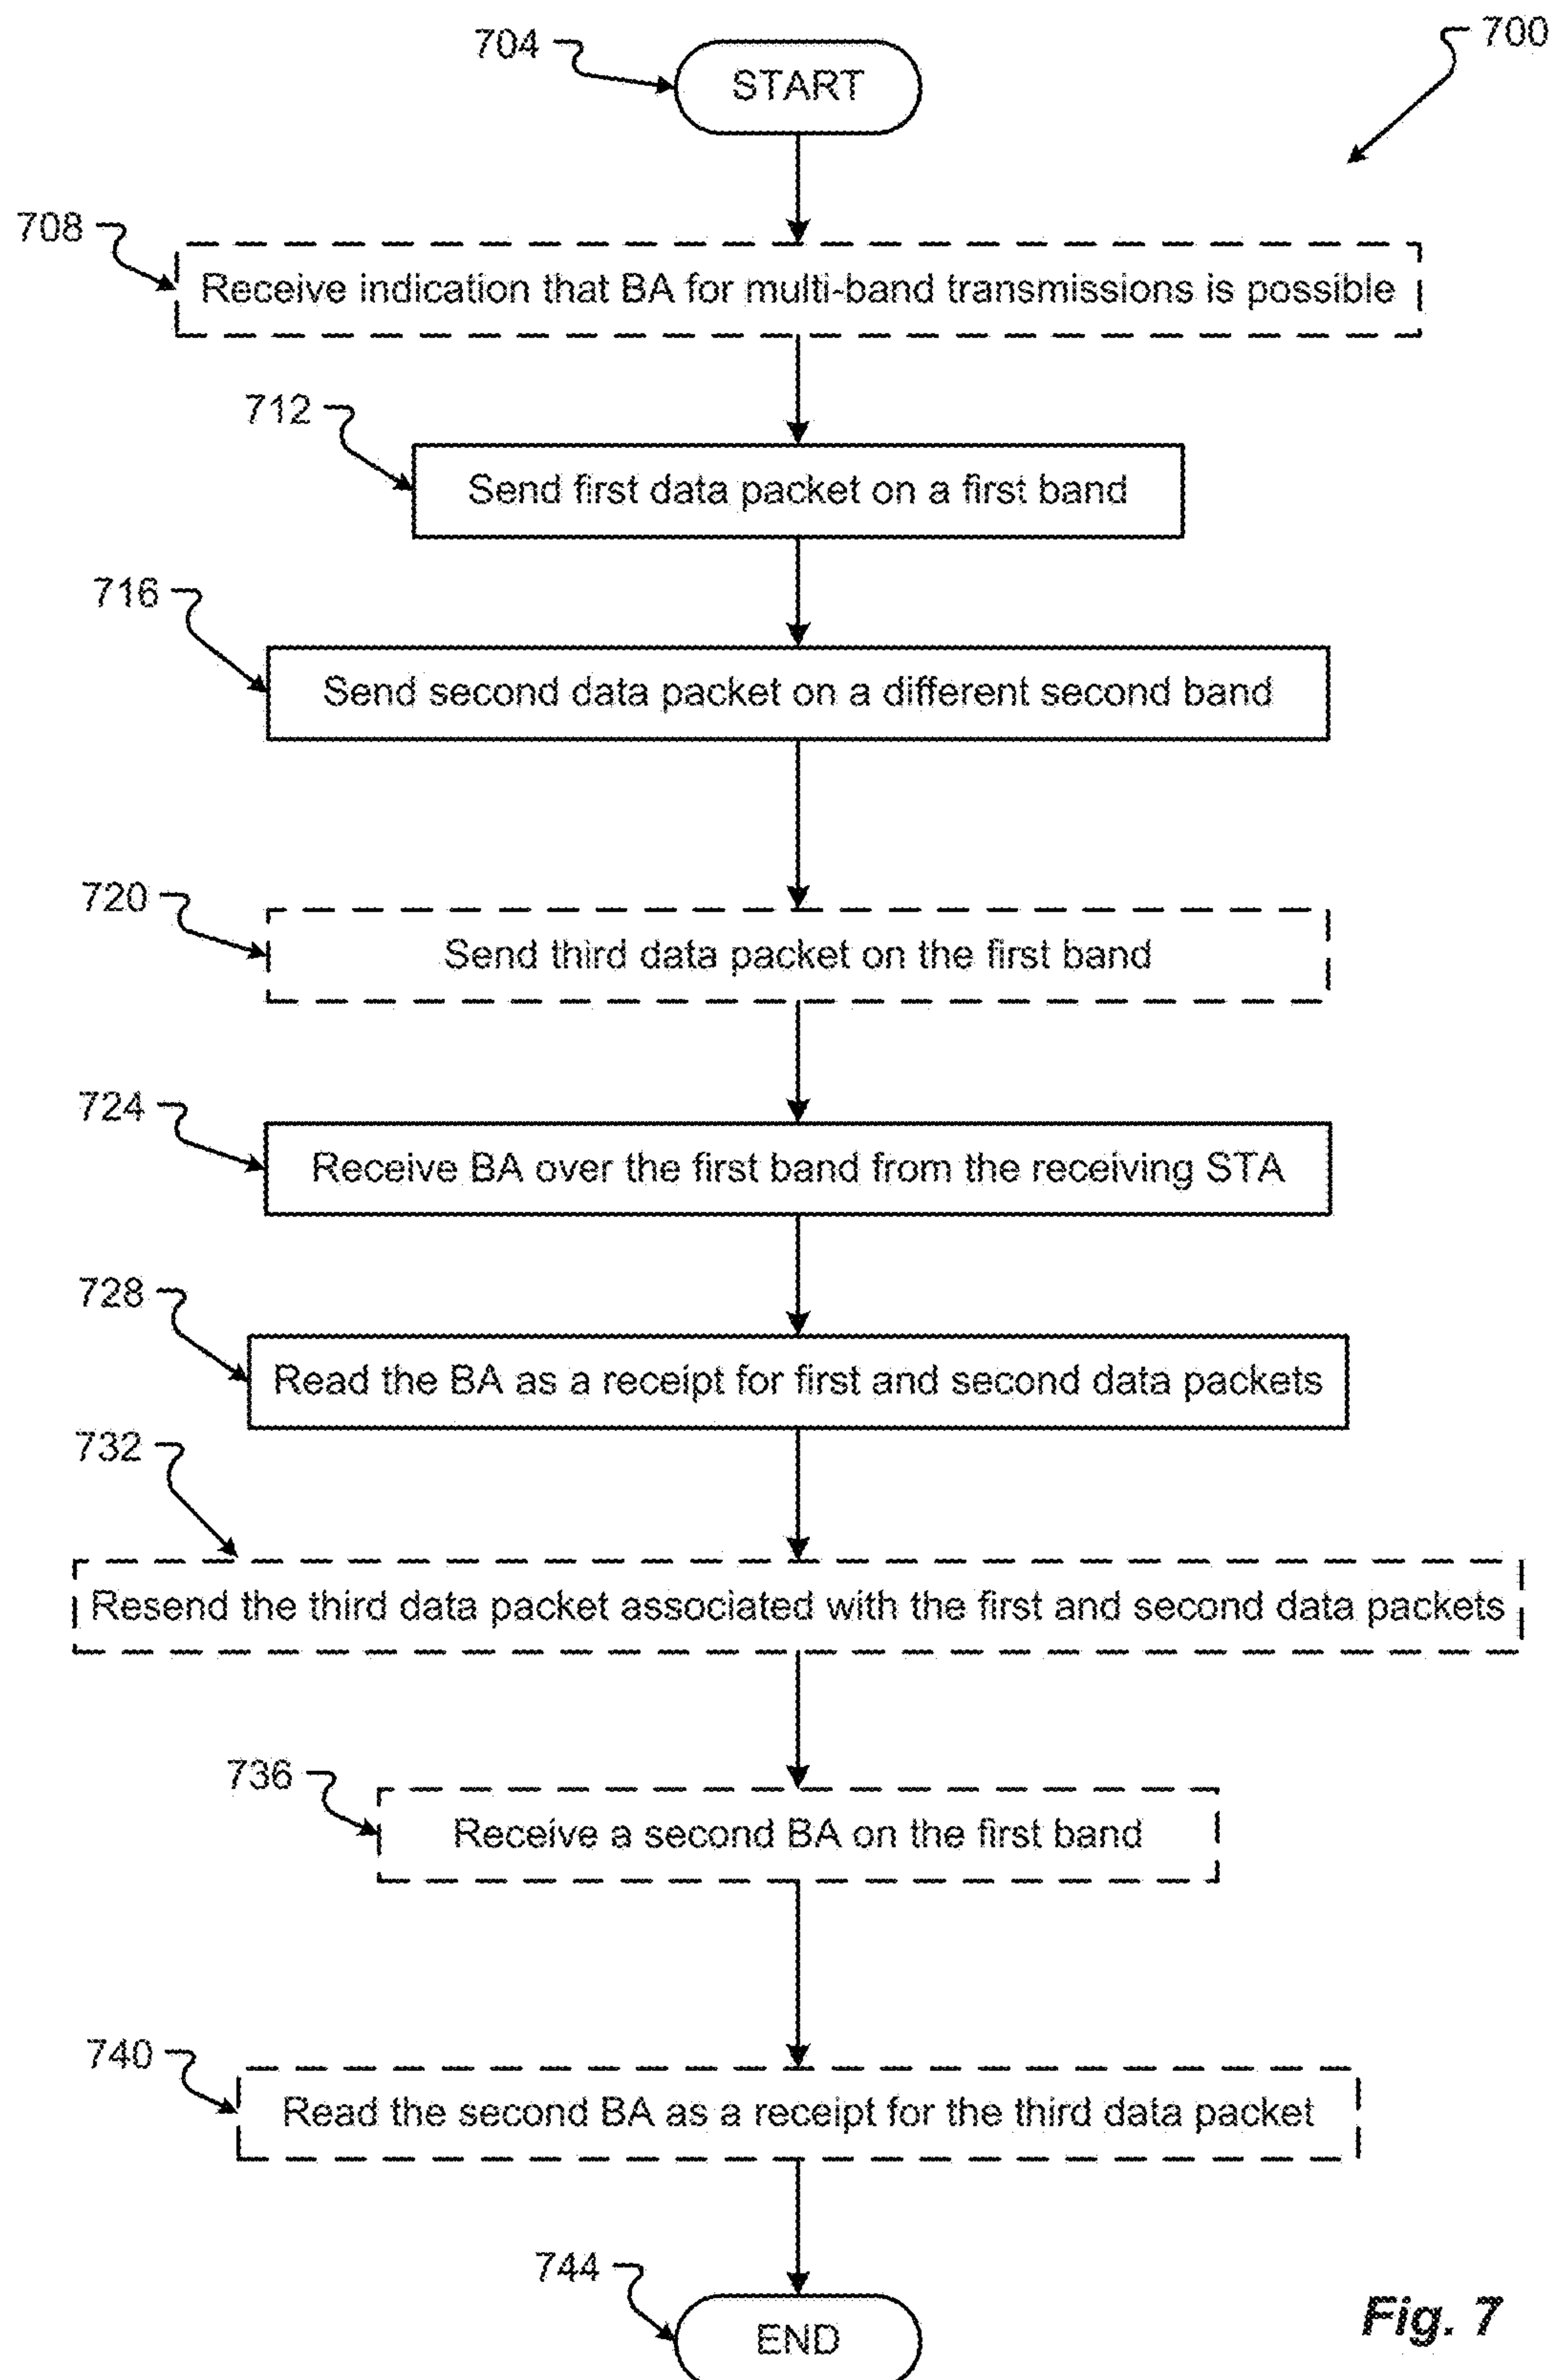 704
START
700
708
Receive indication that BA for multi-band transmissions is possible
712
Send first data packet on a first band
716
Send second data packet on a different second band
720
Send third data packet on the first band
724
Receive BA over the first band from the receiving STA
728
Read the BA as a receipt for first and second data packets
732
Resend the third data packet associated with the first and second data packets
736
Receive a second BA on the first band
740
Read the second BA as a receipt for the third data packet
744
END
Fig. 7